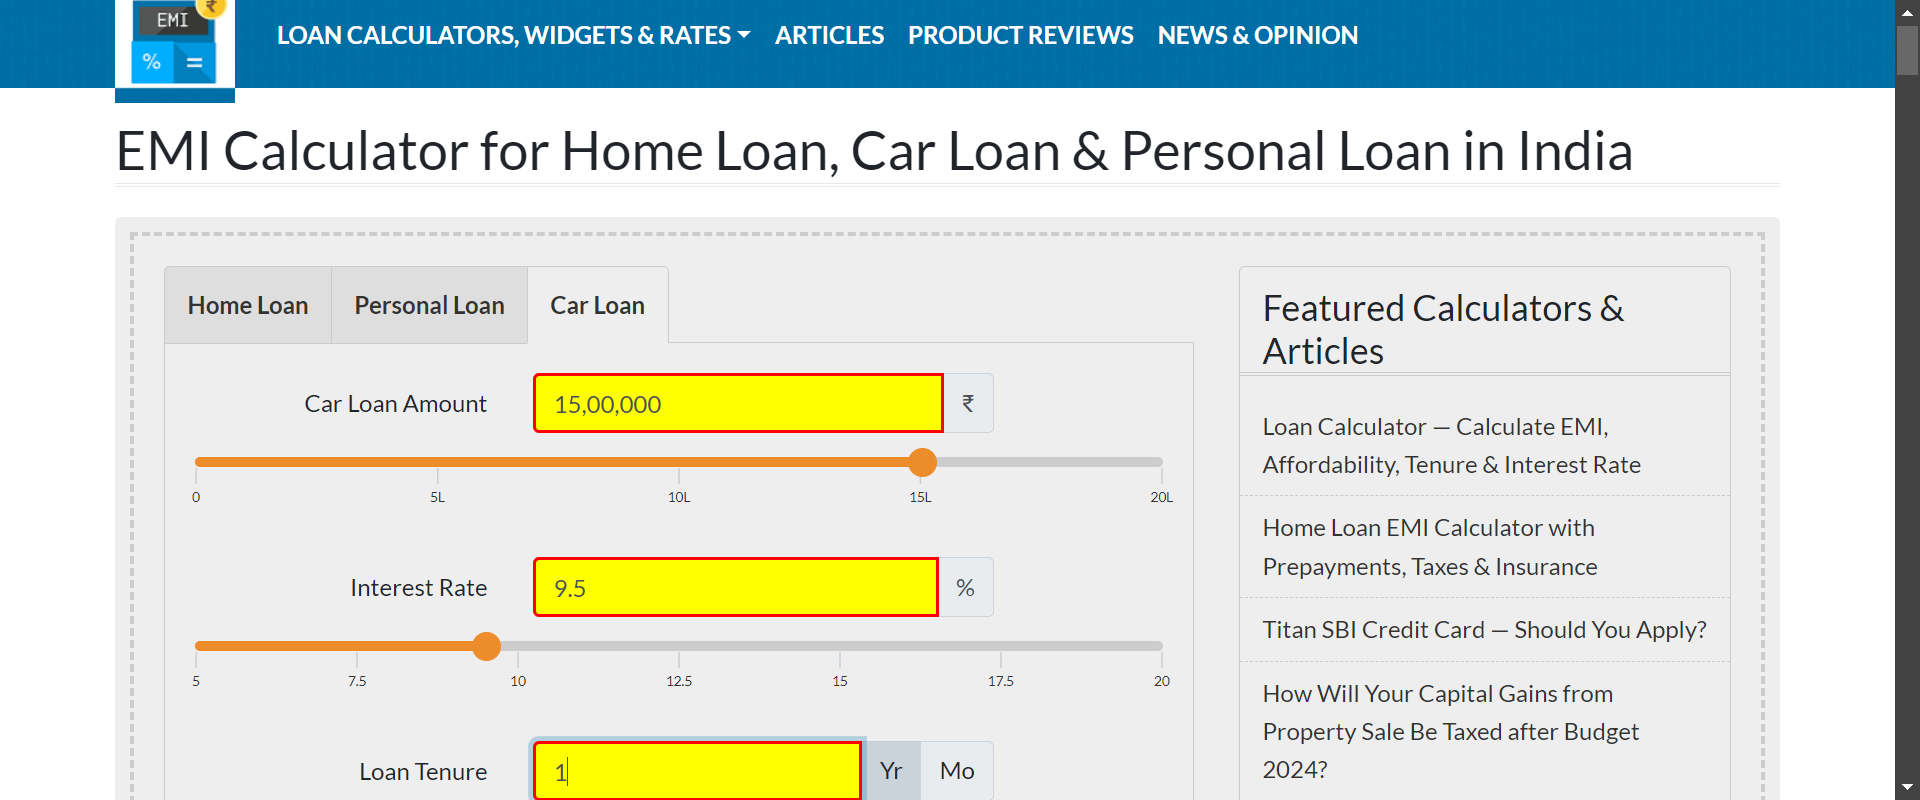 EMI
₹
%
=
LOAN CALCULATORS, WIDGETS & RATES
ARTICLES
PRODUCT REVIEWS
NEWS & OPINION
EMI Calculator for Home Loan, Car Loan & Personal Loan in India
Home Loan
Personal Loan
Car Loan
Car Loan Amount
15,00,000
₹
0
5L
10L
15L
20L
Interest Rate
9.5
%
5
7.5
10
12.5
15
17.5
20
Loan Tenure
1
Yr
Mo
Featured Calculators &
Articles
Loan Calculator — Calculate EMI,
Affordability, Tenure & Interest Rate
Home Loan EMI Calculator with
Prepayments, Taxes & Insurance
Titan SBI Credit Card — Should You Apply?
How Will Your Capital Gains from
Property Sale Be Taxed after Budget
2024?